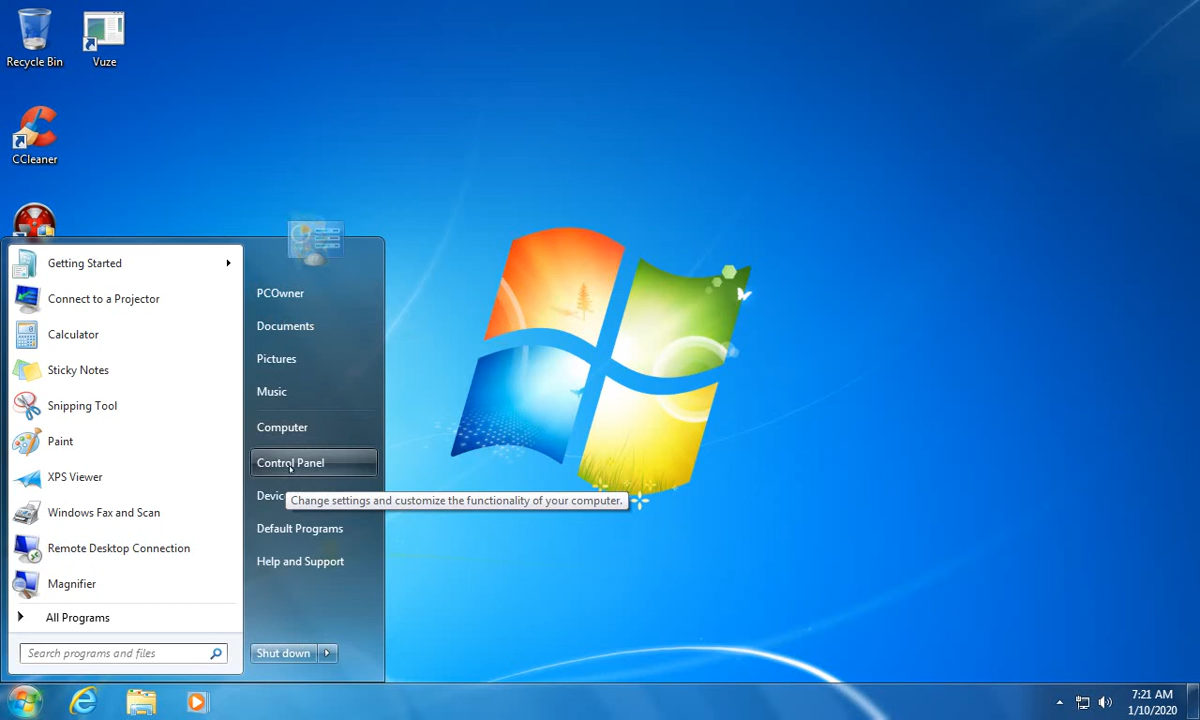 Recycle Bin
Vuze
CCleaner
Getting Started
Connect to a Projector
Calculator
Sticky Notes
Snipping Tool
Paint
XPS Viewer
Windows Fax and Scan
Remote Desktop Connection
Magnifier
All Programs
Search programs and files
PCOwner
Documents
Pictures
Music
Computer
Control Panel
Devic
Change settings and customize the functionality of your computer.
Default Programs
Help and Support
Shut down
7:21 AM
1/10/2020